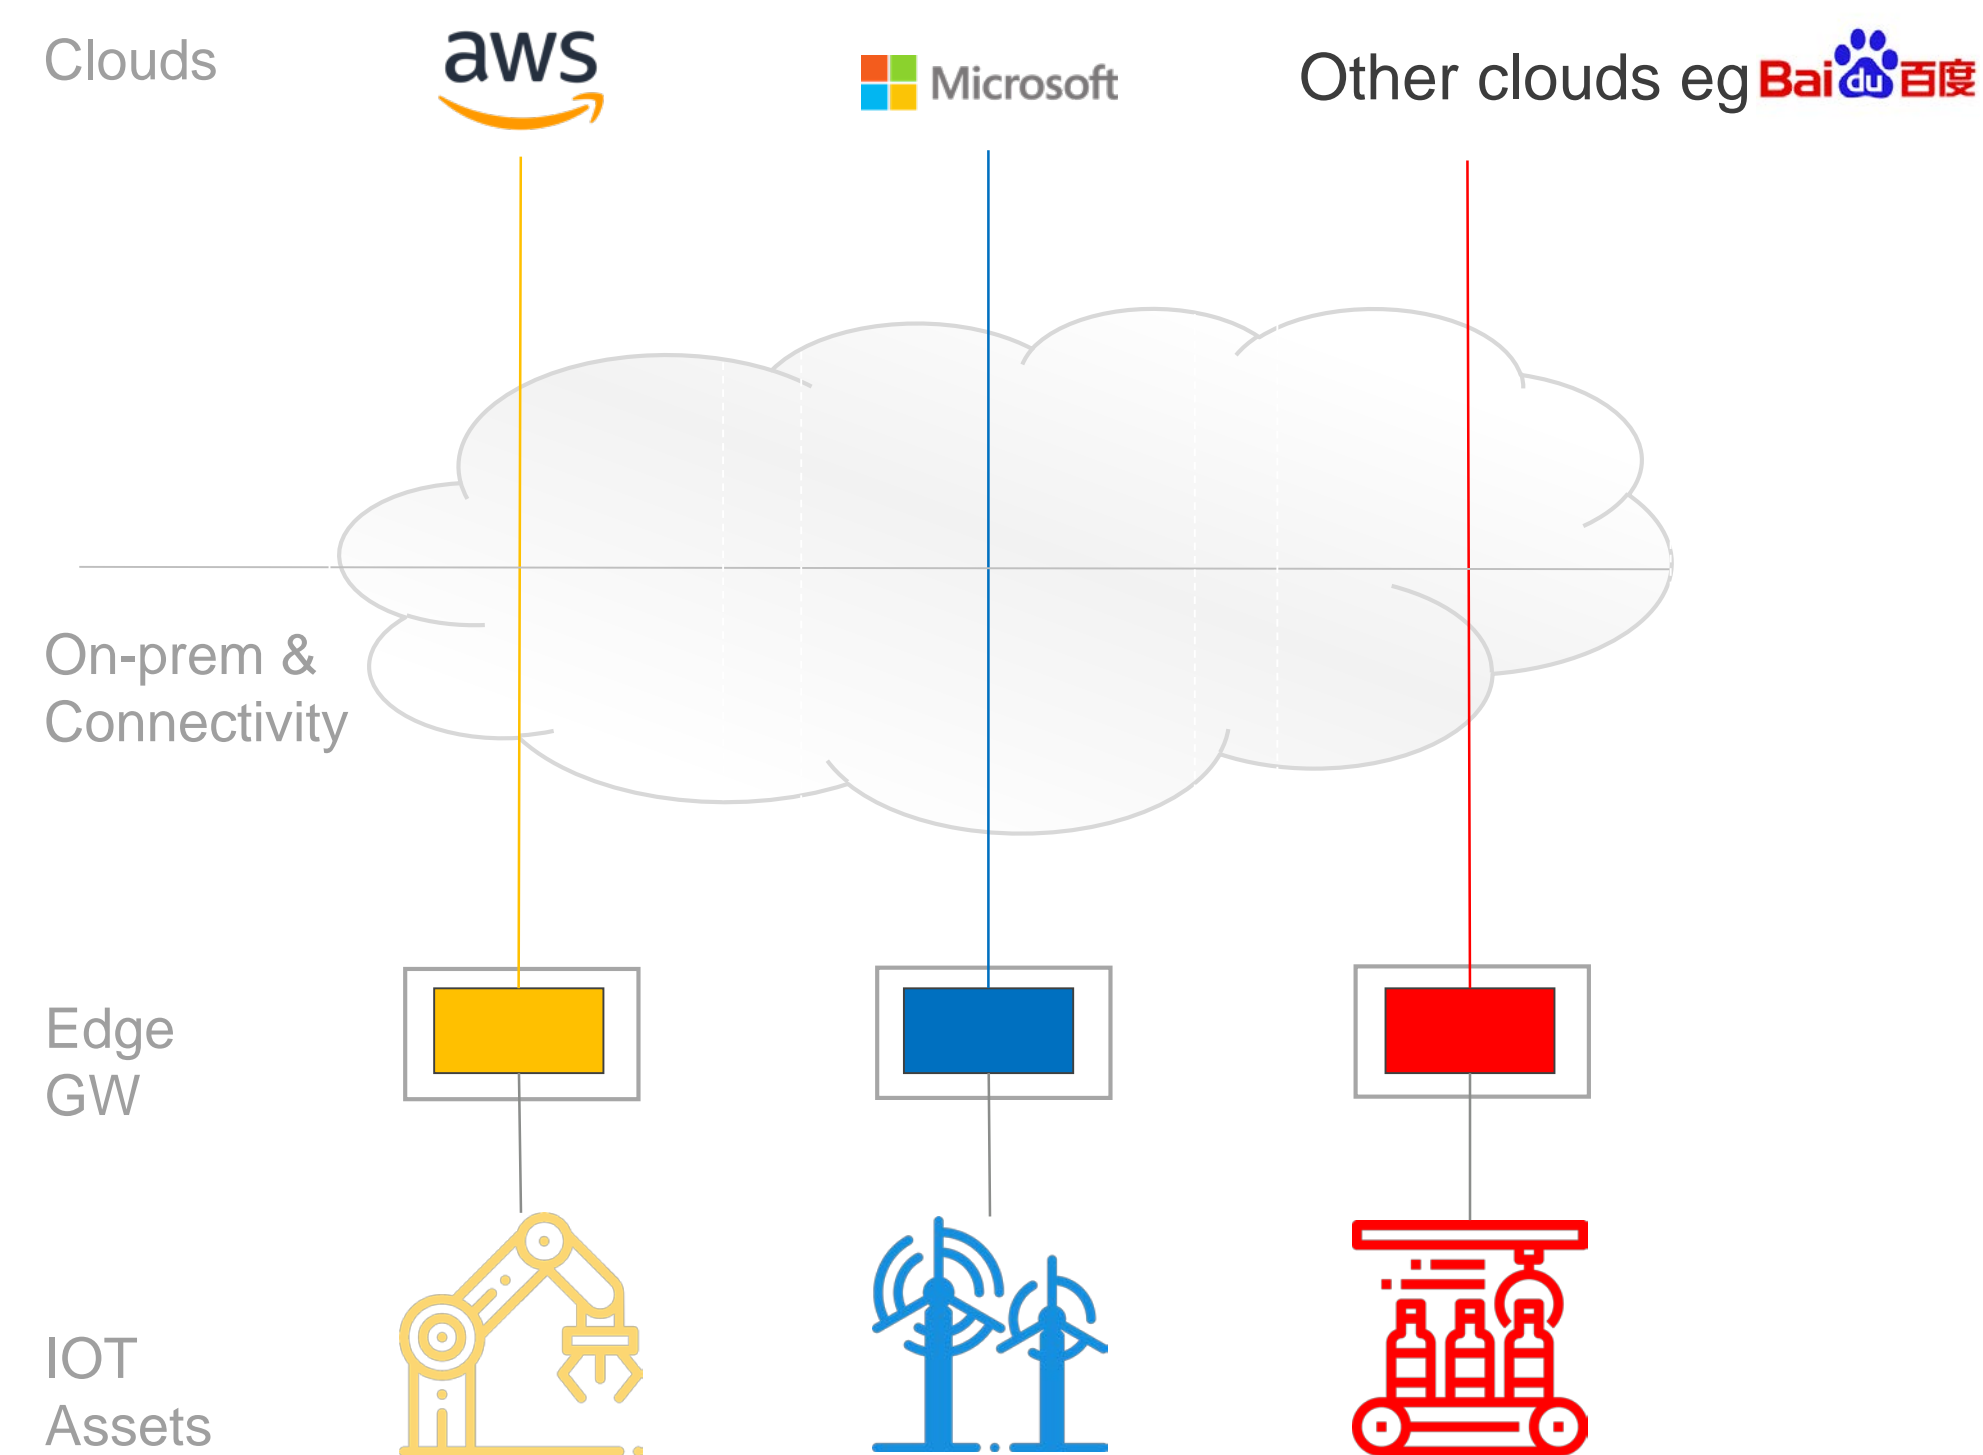 Clouds
aws
Microsoft
Other clouds eg Bai du 百度
On-prem &
Connectivity
Edge
GW
IOT
Assets